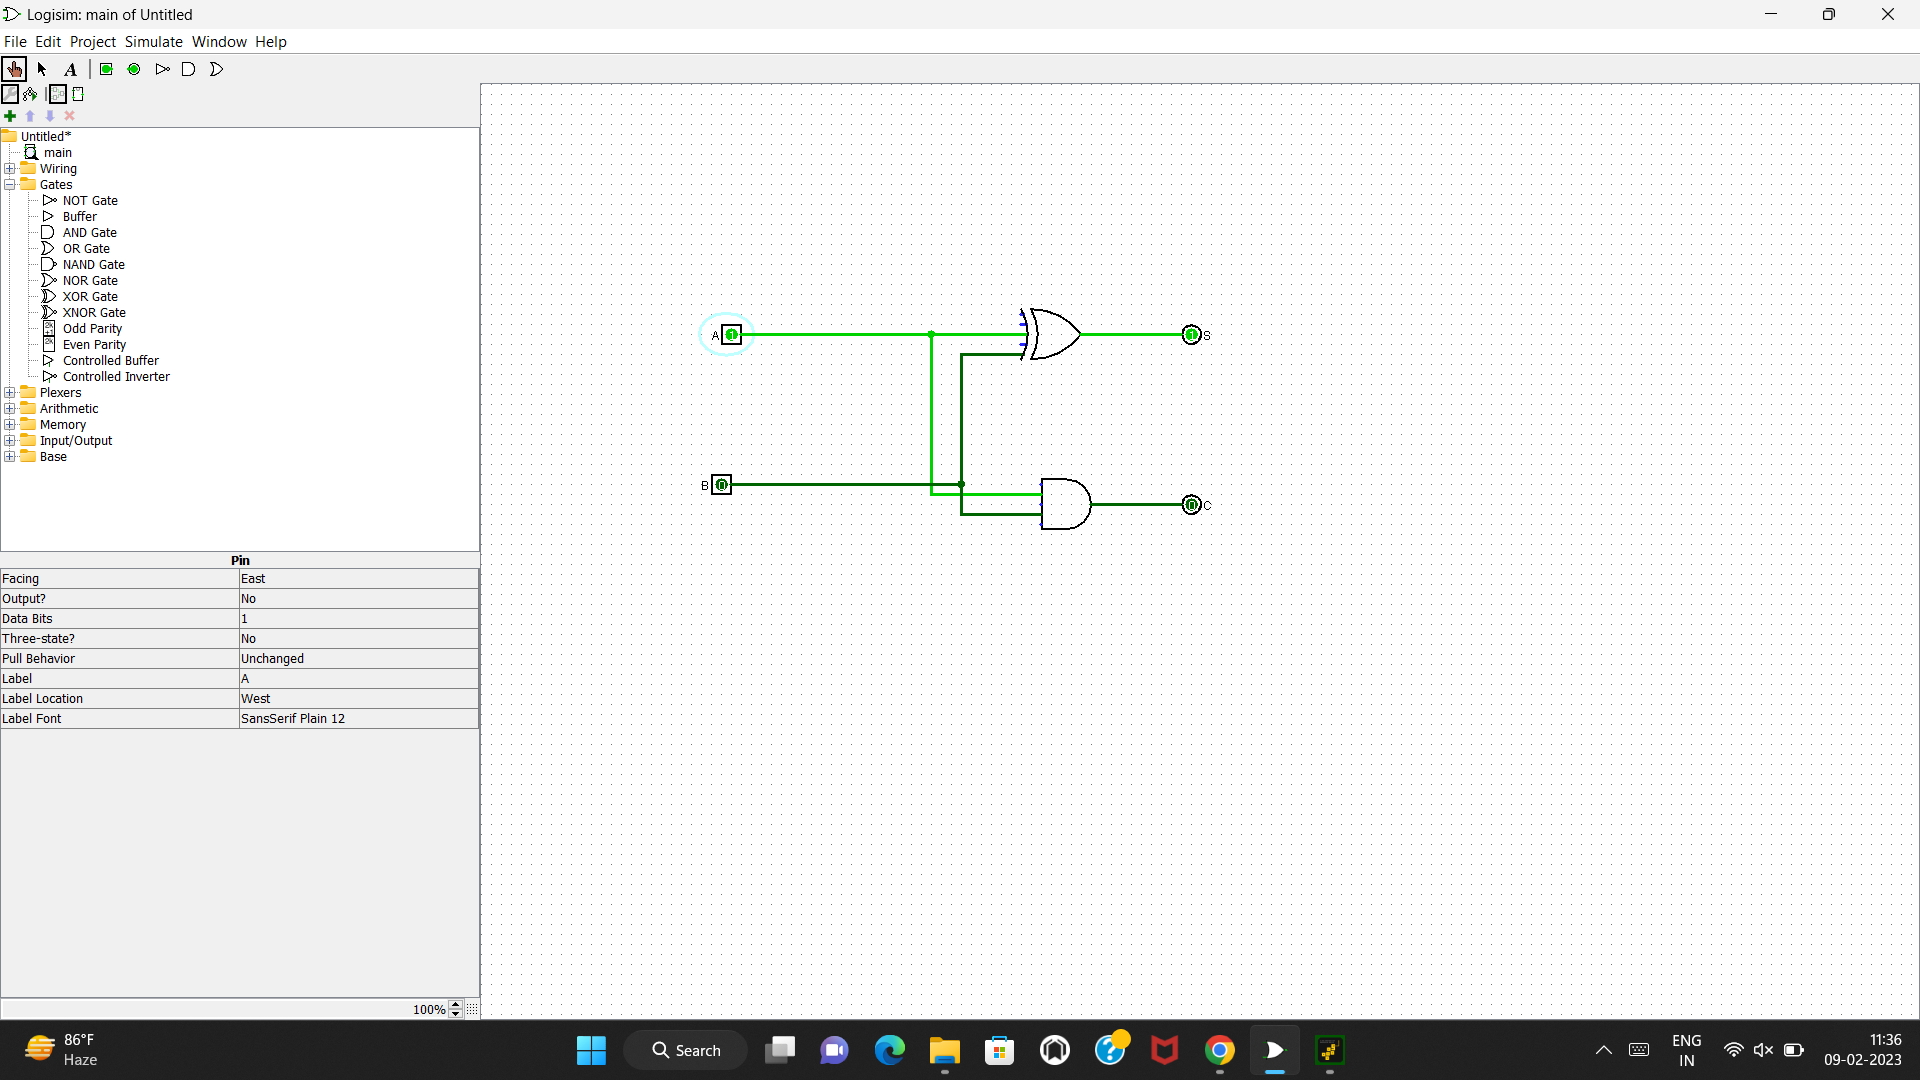 Logisim: main of Untitled
File Edit Project Simulate Window Help
A
Untitled*
main
Wiring
Gates
NOT Gate
Buffer
AND Gate
OR Gate
NAND Gate
NOR Gate
XOR Gate
XNOR Gate
Odd Parity
Even Parity
Controlled Buffer
Controlled Inverter
Plexers
Arithmetic
Memory
Input/Output
Base
Pin
Facing East
Output? No
Data Bits 1
Three-state? No
Pull Behavior Unchanged
Label A
Label Location West
Label Font SansSerif Plain 12
100%
A 1
1 S
B 0
0 C
86°F
Haze
Search
ENG
IN
11:36
09-02-2023